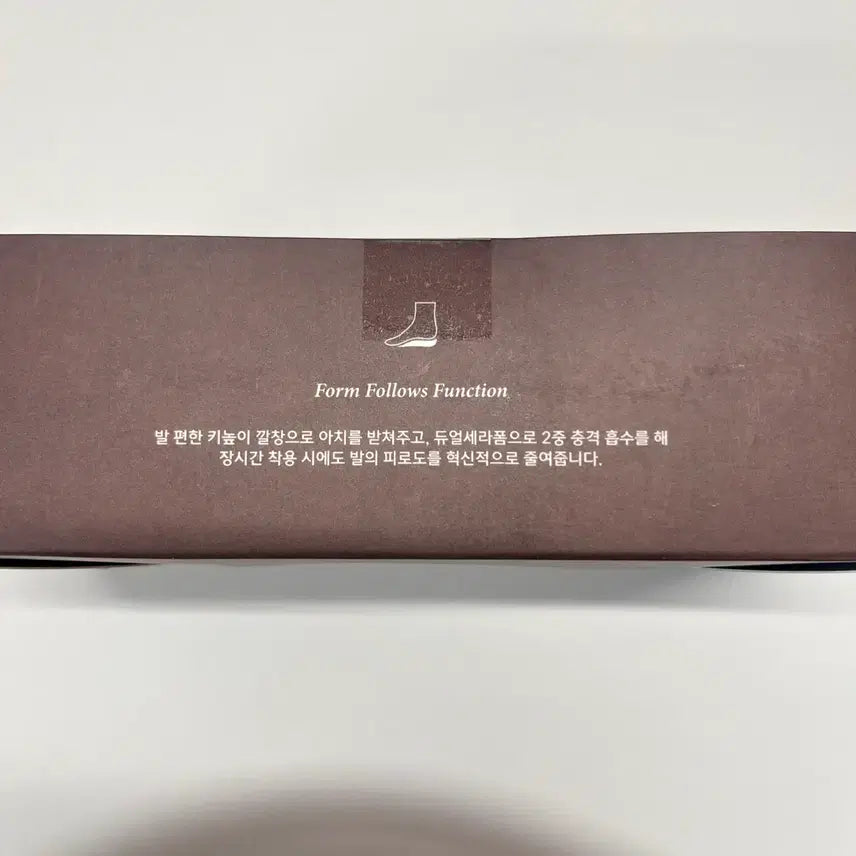 Form Follows Function
발 편한 키높이 깔창으로 아치를 받쳐주고, 듀얼세라폼으로 2중 충격 흡수를 해
장시간 착용 시에도 발의 피로도를 혁신적으로 줄여줍니다.